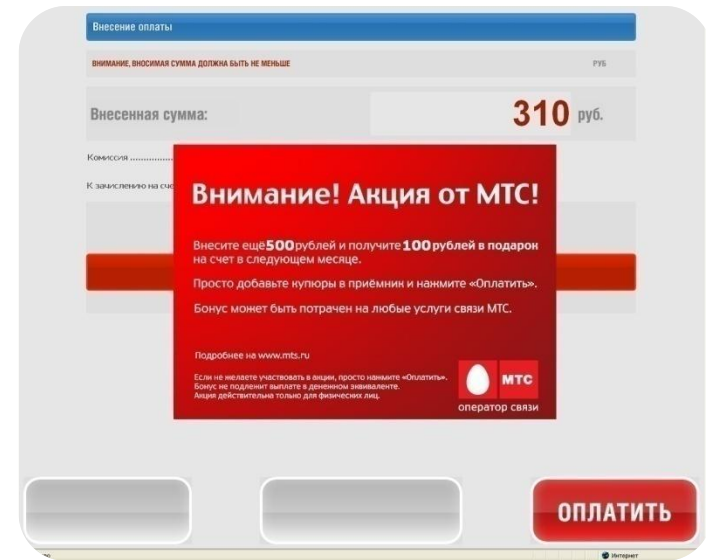 Внесение оплаты
ВНИМАНИЕ, ВНОСИМАЯ СУММА ДОЛЖНА БЫТЬ НЕ МЕНЬШЕ РУБ
Внесенная сумма: 310 руб.
Комиссия ................
К зачислению на сче
Внимание! Акция от МТС!
Внесите ещё 500 рублей и получите 100 рублей в подарок
на счет в следующем месяце.
Просто добавьте купюры в приёмник и нажмите «Оплатить».
Бонус может быть потрачен на любые услуги связи МТС.
Подробнее на www.mts.ru
Если не желаете участвовать в акции, просто нажмите «Оплатить».
Бонус не подлежит выплате в денежном эквиваленте.
Акция действительна только для физических лиц.
МТС
оператор связи
ОПЛАТИТЬ
Интернет